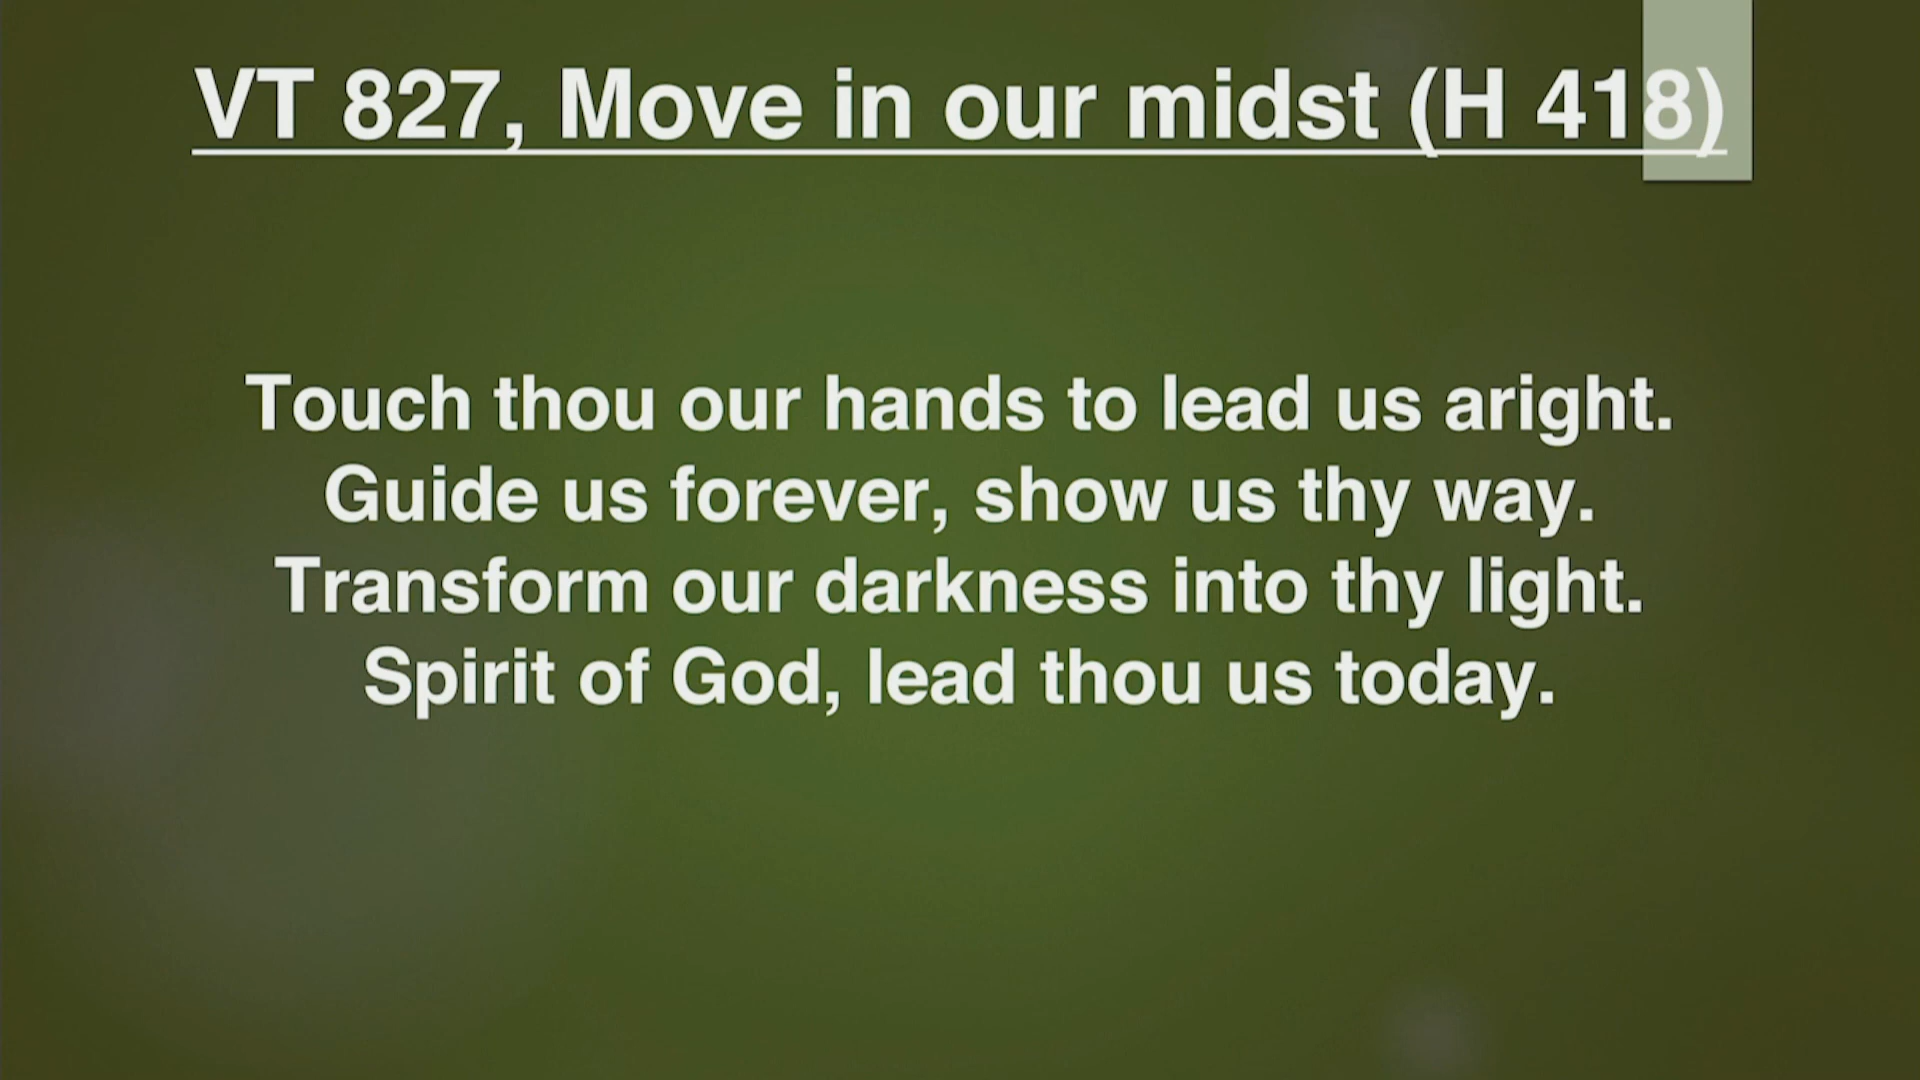 VT 827, Move in our midst (H 418)
Touch thou our hands to lead us aright.
Guide us forever, show us thy way.
Transform our darkness into thy light.
Spirit of God, lead thou us today.